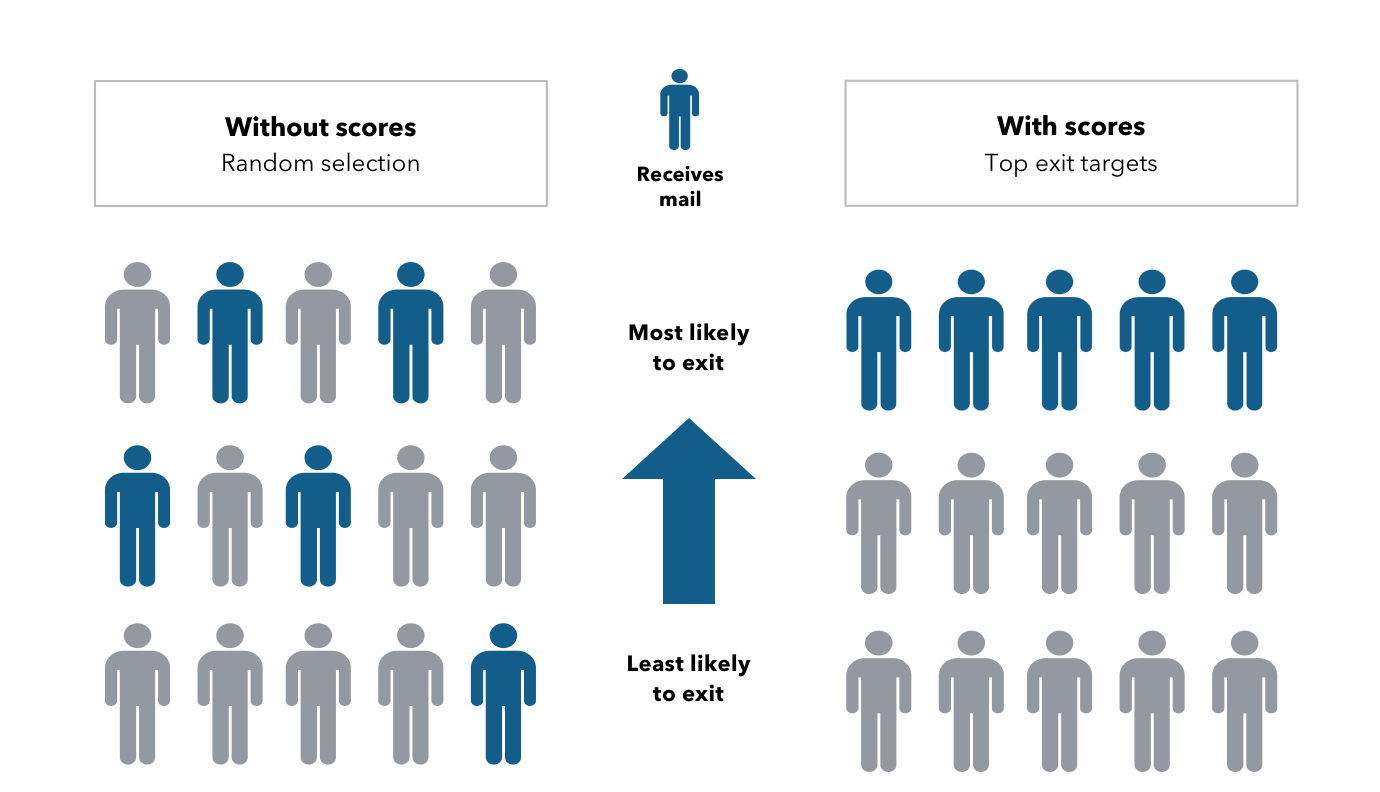 Without scores
Random selection
Receives
mail
With scores
Top exit targets
Most likely
to exit
Least likely
to exit